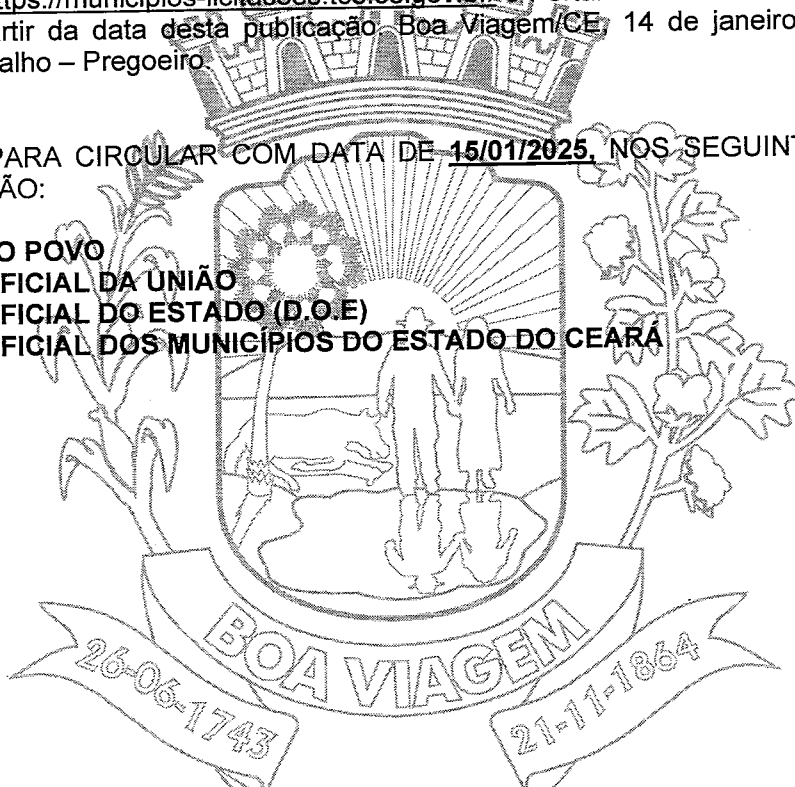 artir da data desta publicação. Boa Viagem/CE, 14 de janeiro
alho – Pregoeiro.
PARA CIRCULAR COM DATA DE 15/01/2025, NOS SEGUINT
ÃO:
O POVO
FICIAL DA UNIÃO
FICIAL DO ESTADO (D.O.E)
FICIAL DOS MUNICÍPIOS DO ESTADO DO CEARÁ
BOA VIAGEM
26-06-1743
21-11-1864